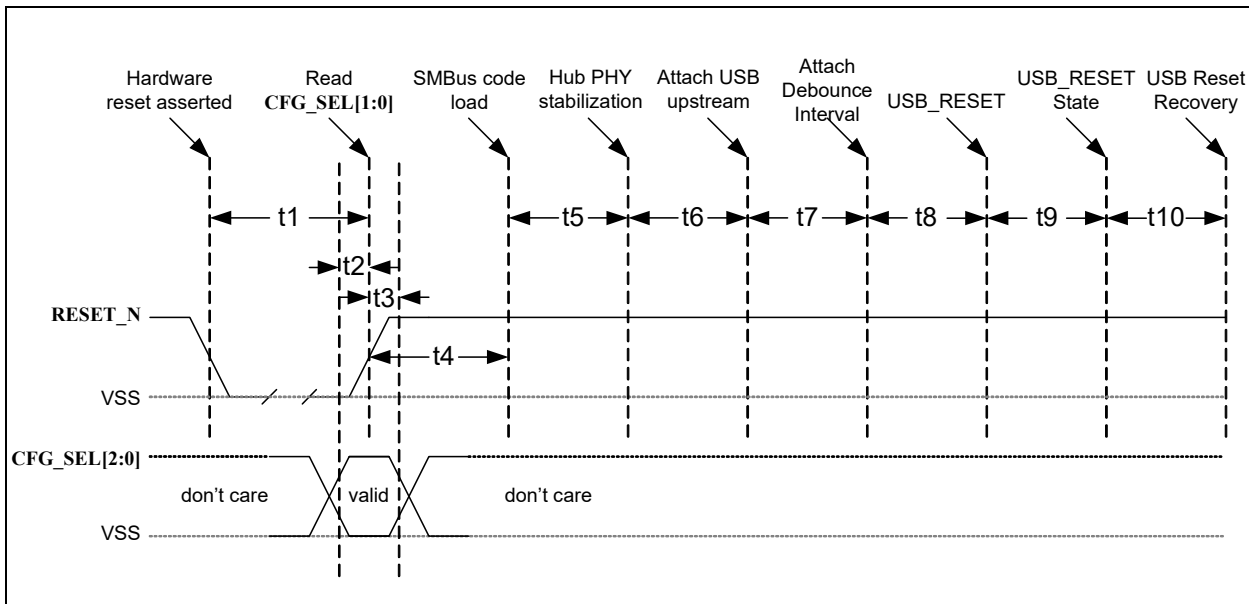 Hardware
reset asserted
Read
CFG_SEL[1:0]
SMBus code
load
Hub PHY
stabilization
Attach USB
upstream
Attach
Debounce
Interval
USB_RESET
USB_RESET
State
USB Reset
Recovery
t1
t5
t6
t7
t8
t9
t10
t2
t3
RESET_N
t4
VSS
CFG_SEL[2:0]
don't care
valid
don't care
VSS